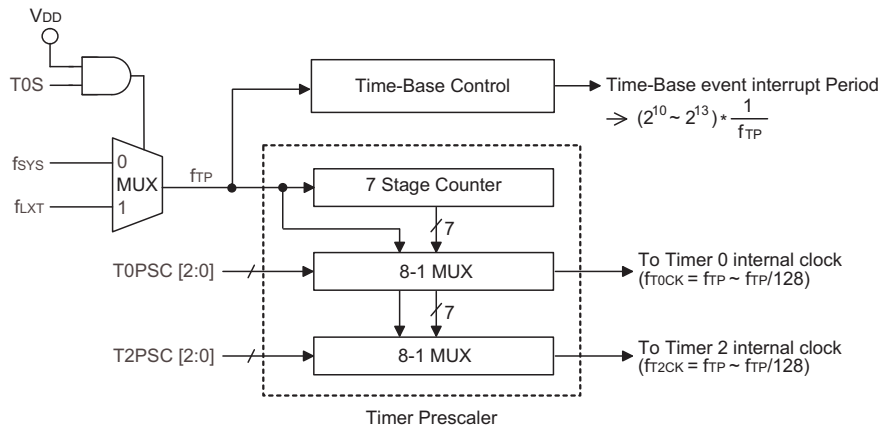 VDD
T0S
fSYS
fLXT
0
MUX
1
fTP
Time-Base Control
Time-Base event interrupt Period
→ (2^10 ~ 2^13) * 1/fTP
7 Stage Counter
7
T0PSC [2:0]
8-1 MUX
To Timer 0 internal clock
(fT0CK = fTP ~ fTP/128)
7
T2PSC [2:0]
8-1 MUX
To Timer 2 internal clock
(fT2CK = fTP ~ fTP/128)
Timer Prescaler